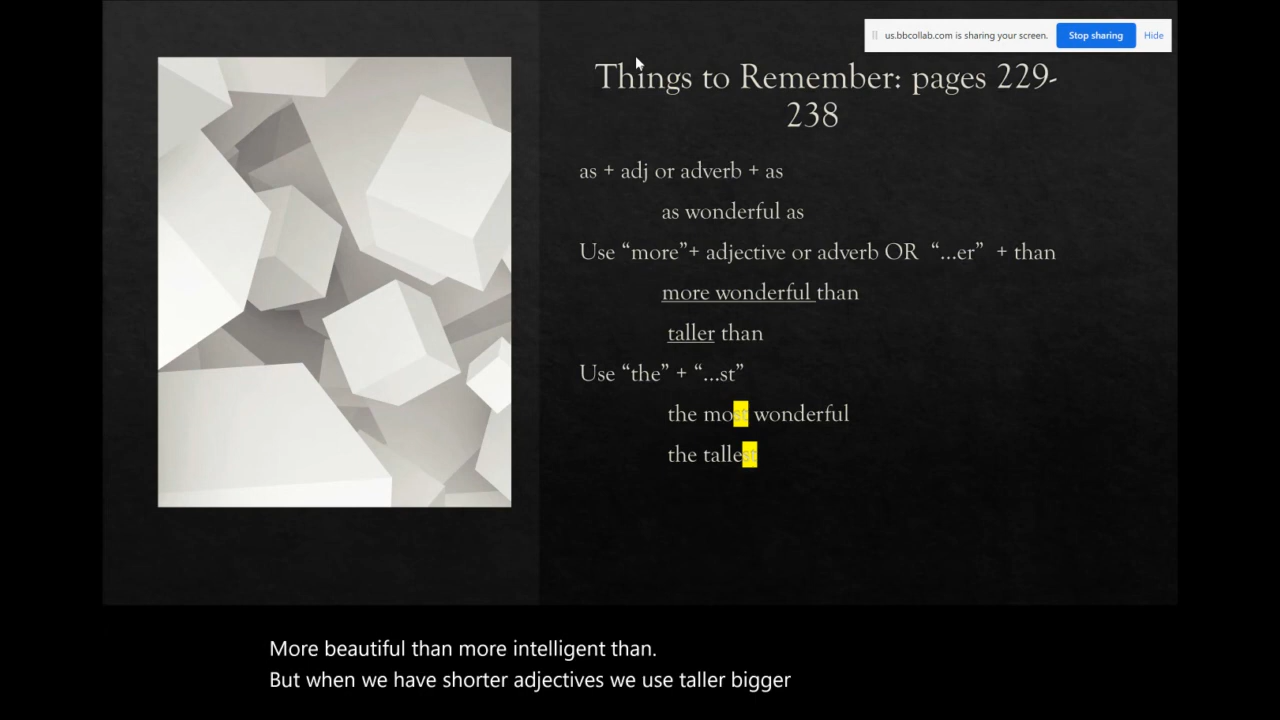 us.bbcollab.com is sharing your screen.
Stop sharing
Hide
Things to Remember: pages 229-
238
as + adj or adverb + as
as wonderful as
Use “more”+ adjective or adverb OR “...er” + than
more wonderful than
taller than
Use “the” + “...st”
the most wonderful
the tallest
More beautiful than more intelligent than.
But when we have shorter adjectives we use taller bigger